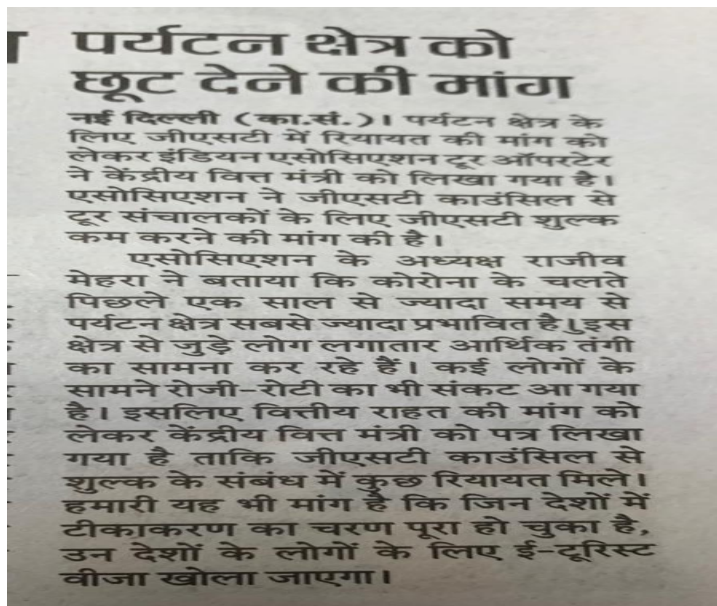 पर्यटन क्षेत्र को
छूट देने की मांग
नई दिल्ली (का.सं.)। पर्यटन क्षेत्र के
लिए जीएसटी में रियायत की मांग को
लेकर इंडियन एसोसिएशन टूर ऑपरटेर
ने केंद्रीय वित्त मंत्री को लिखा गया है।
एसोसिएशन ने जीएसटी काउंसिल से
टूर संचालकों के लिए जीएसटी शुल्क
कम करने की मांग की है।
एसोसिएशन के अध्यक्ष राजीव
मेहरा ने बताया कि कोरोना के चलते
पिछले एक साल से ज्यादा समय से
पर्यटन क्षेत्र सबसे ज्यादा प्रभावित है। इस
क्षेत्र से जुड़े लोग लगातार आर्थिक तंगी
का सामना कर रहे हैं। कई लोगों के
सामने रोजी-रोटी का भी संकट आ गया
है। इसलिए वित्तीय राहत की मांग को
लेकर केंद्रीय वित्त मंत्री को पत्र लिखा
गया है ताकि जीएसटी काउंसिल से
शुल्क के संबंध में कुछ रियायत मिले।
हमारी यह भी मांग है कि जिन देशों में
टीकाकरण का चरण पूरा हो चुका है,
उन देशों के लोगों के लिए ई-टूरिस्ट
वीजा खोला जाएगा।